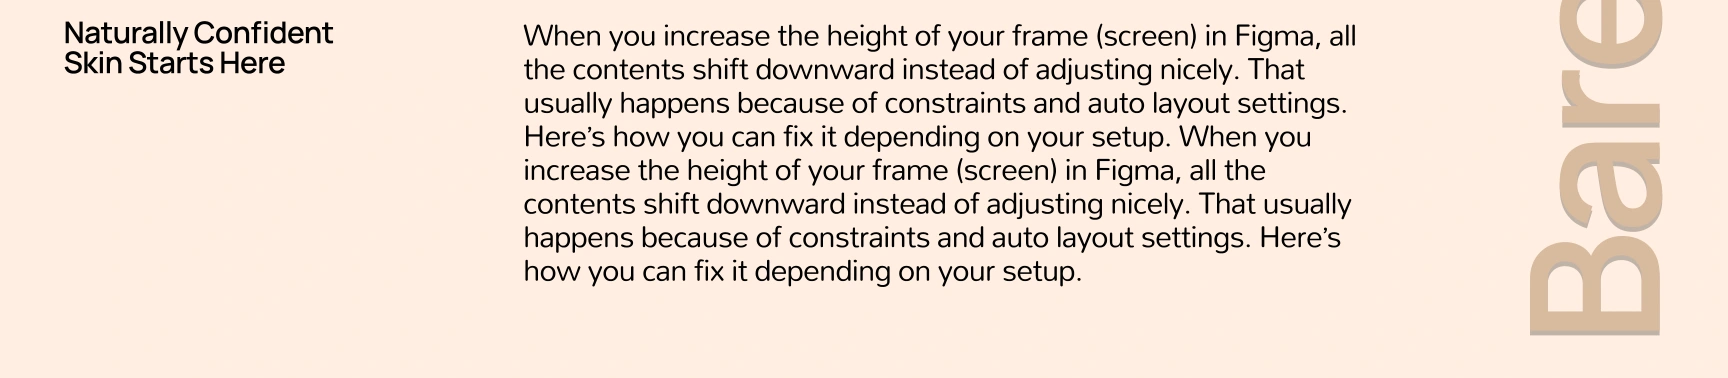 Naturally Confident
Skin Starts Here
When you increase the height of your frame (screen) in Figma, all
the contents shift downward instead of adjusting nicely. That
usually happens because of constraints and auto layout settings.
Here’s how you can fix it depending on your setup. When you
increase the height of your frame (screen) in Figma, all the
contents shift downward instead of adjusting nicely. That usually
happens because of constraints and auto layout settings. Here’s
how you can fix it depending on your setup.
Bare